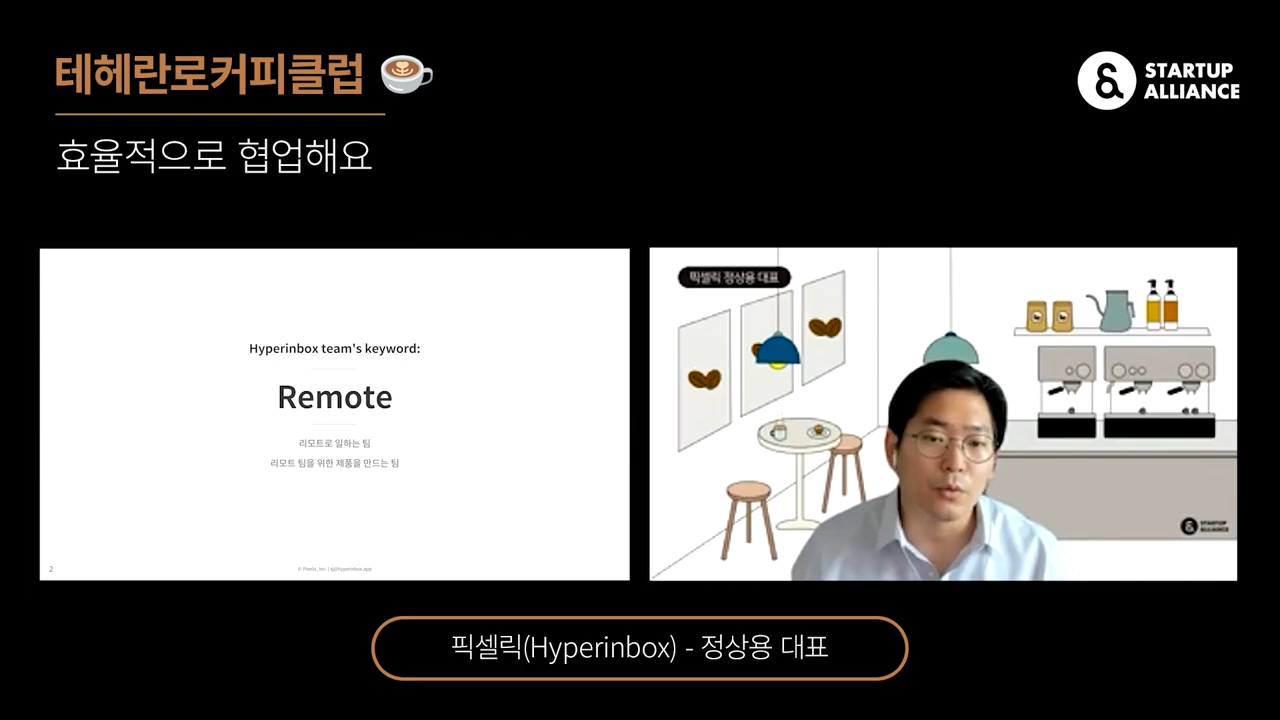 테헤란로커피클럽
STARTUP
ALLIANCE
효율적으로 협업해요
Hyperinbox team's keyword:
Remote
리모트로 일하는 팀
리모트 팀을 위한 제품을 만드는 팀
2
픽셀릭 정상용 대표
STARTUP
ALLIANCE
픽셀릭(Hyperinbox) - 정상용 대표